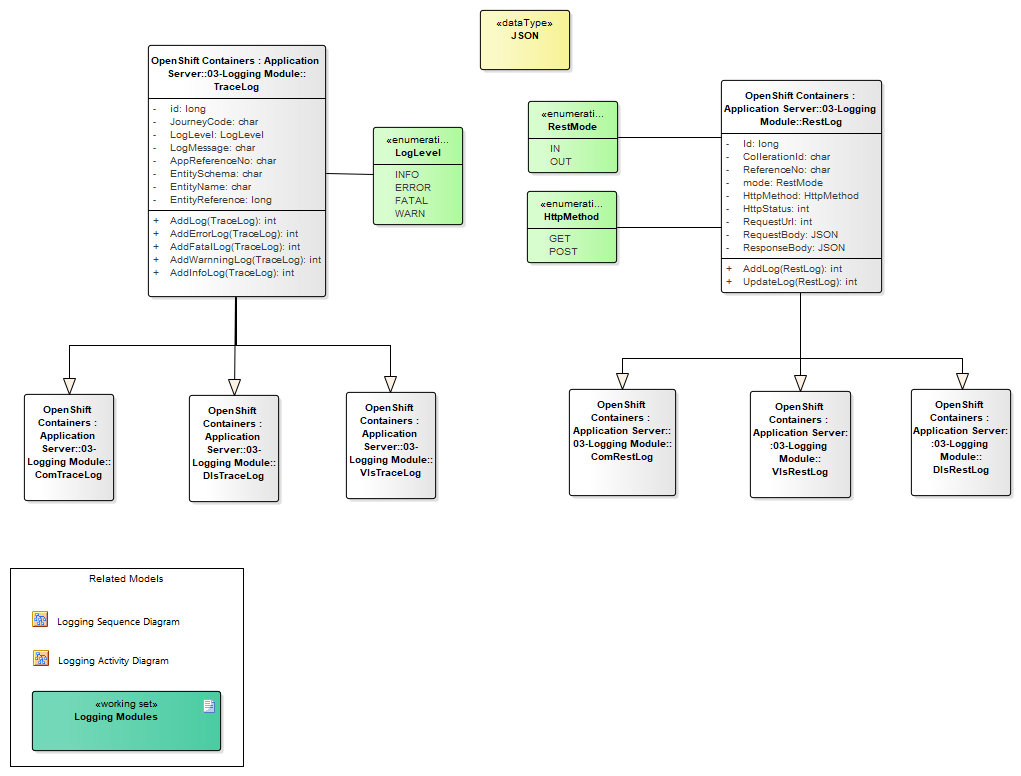 «dataType»
JSON
OpenShift Containers : Application
Server::03-Logging Module::
TraceLog
- id: long
- JourneyCode: char
- LogLevel: LogLevel
- LogMessage: char
- AppReferenceNo: char
- EntitySchema: char
- EntityName: char
- EntityReference: long
+ AddLog(TraceLog): int
+ AddErrorLog(TraceLog): int
+ AddFatalLog(TraceLog): int
+ AddWarnningLog(TraceLog): int
+ AddInfoLog(TraceLog): int
«enumerati...
LogLevel
INFO
ERROR
FATAL
WARN
«enumerati...
RestMode
IN
OUT
«enumerati...
HttpMethod
GET
POST
OpenShift Containers :
Application Server::03-Logging
Module::RestLog
- Id: long
- CollerationId: char
- ReferenceNo: char
- mode: RestMode
- HttpMethod: HttpMethod
- HttpStatus: int
- RequestUrl: int
- RequestBody: JSON
- ResponseBody: JSON
+ AddLog(RestLog): int
+ UpdateLog(RestLog): int
OpenShift
Containers :
Application
Server::03-
Logging Module::
ComTraceLog
OpenShift
Containers :
Application
Server::03-
Logging Module::
DlsTraceLog
OpenShift
Containers :
Application
Server::03-
Logging Module::
VlsTraceLog
OpenShift
Containers :
Application Server::
03-Logging Module::
ComRestLog
OpenShift
Containers :
Application Server:
:03-Logging
Module::
VlsRestLog
OpenShift
Containers :
Application Server:
:03-Logging
Module::
DlsRestLog
Related Models
Logging Sequence Diagram
Logging Activity Diagram
«working set»
Logging Modules